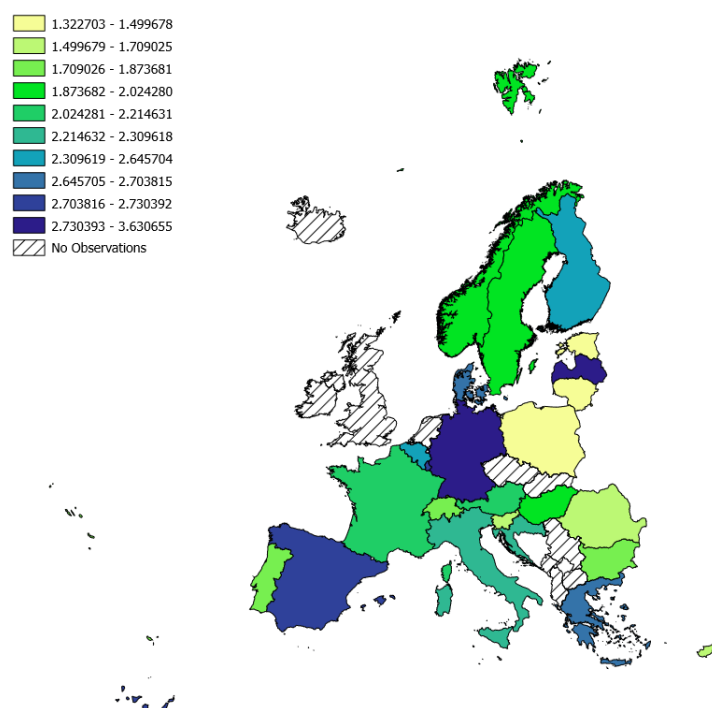 1.322703 - 1.499678
1.499679 - 1.709025
1.709026 - 1.873681
1.873682 - 2.024280
2.024281 - 2.214631
2.214632 - 2.309618
2.309619 - 2.645704
2.645705 - 2.703815
2.703816 - 2.730392
2.730393 - 3.630655
No Observations